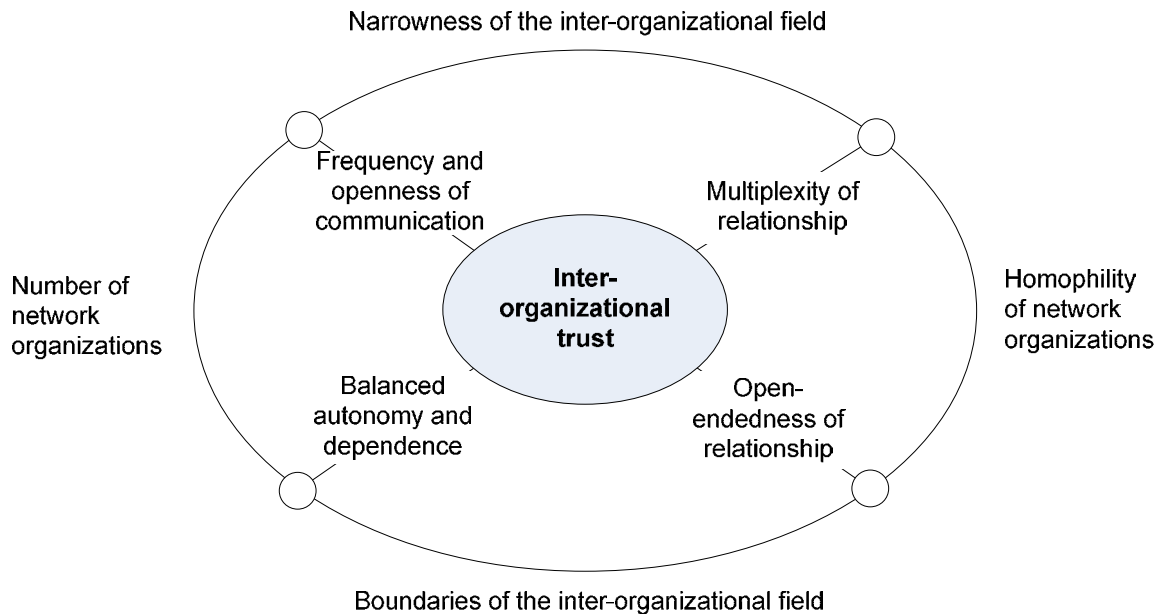 Narrowness of the inter-organizational field
Frequency and
openness of
communication
Multiplexity of
relationship
Number of
network
organizations
Inter-
organizational
trust
Homophility
of network
organizations
Balanced
autonomy and
dependence
Open-
endedness of
relationship
Boundaries of the inter-organizational field